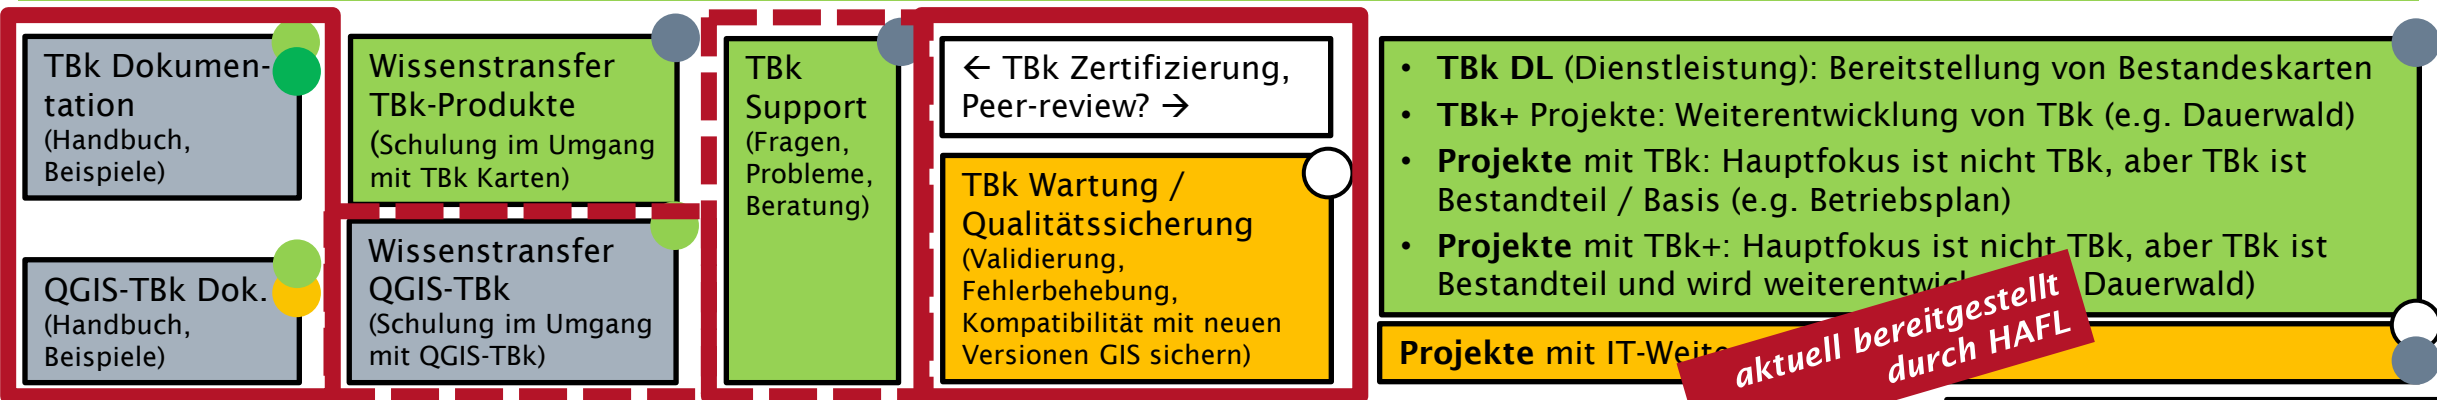 TBk Dokumen-
tation
(Handbuch,
Beispiele)
QGIS-TBk Dok.
(Handbuch,
Beispiele)
Wissenstransfer
TBk-Produkte
(Schulung im Umgang
mit TBk Karten)
Wissenstransfer
QGIS-TBk
(Schulung im Umgang
mit QGIS-TBk)
TBk
Support
(Fragen,
Probleme,
Beratung)
← TBk Zertifizierung,
Peer-review? →
TBk Wartung /
Qualitätssicherung
(Validierung,
Fehlerbehebung,
Kompatibilität mit neuen
Versionen GIS sichern)
• TBk DL (Dienstleistung): Bereitstellung von Bestandeskarten
• TBk+ Projekte: Weiterentwicklung von TBk (e.g. Dauerwald)
• Projekte mit TBk: Hauptfokus ist nicht TBk, aber TBk ist
Bestandteil / Basis (e.g. Betriebsplan)
• Projekte mit TBk+: Hauptfokus ist nicht TBk, aber TBk ist
Bestandteil und wird Dauerwald)
Projekte mit
aktuell bereitgestellt
durch HAFL